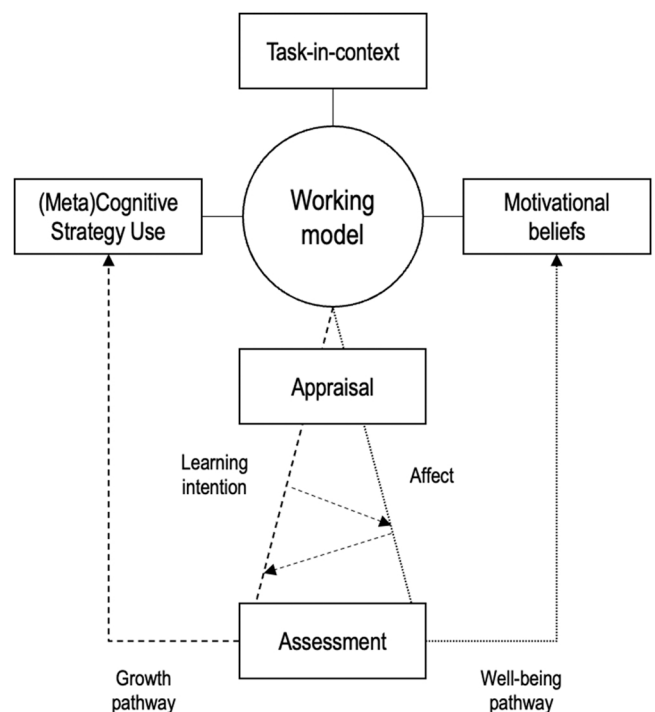 Task-in-context
(Meta)Cognitive
Strategy Use
Working
model
Motivational
beliefs
Appraisal
Learning
intention
Affect
Assessment
Growth
pathway
Well-being
pathway